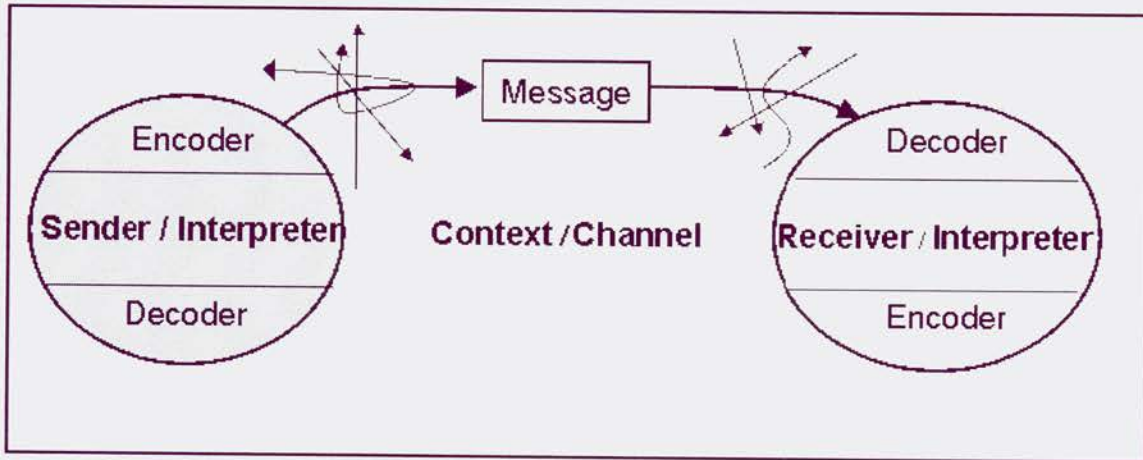 Message
Encoder
Sender / Interpreter
Decoder
Context / Channel
Decoder
Receiver / Interpreter
Encoder